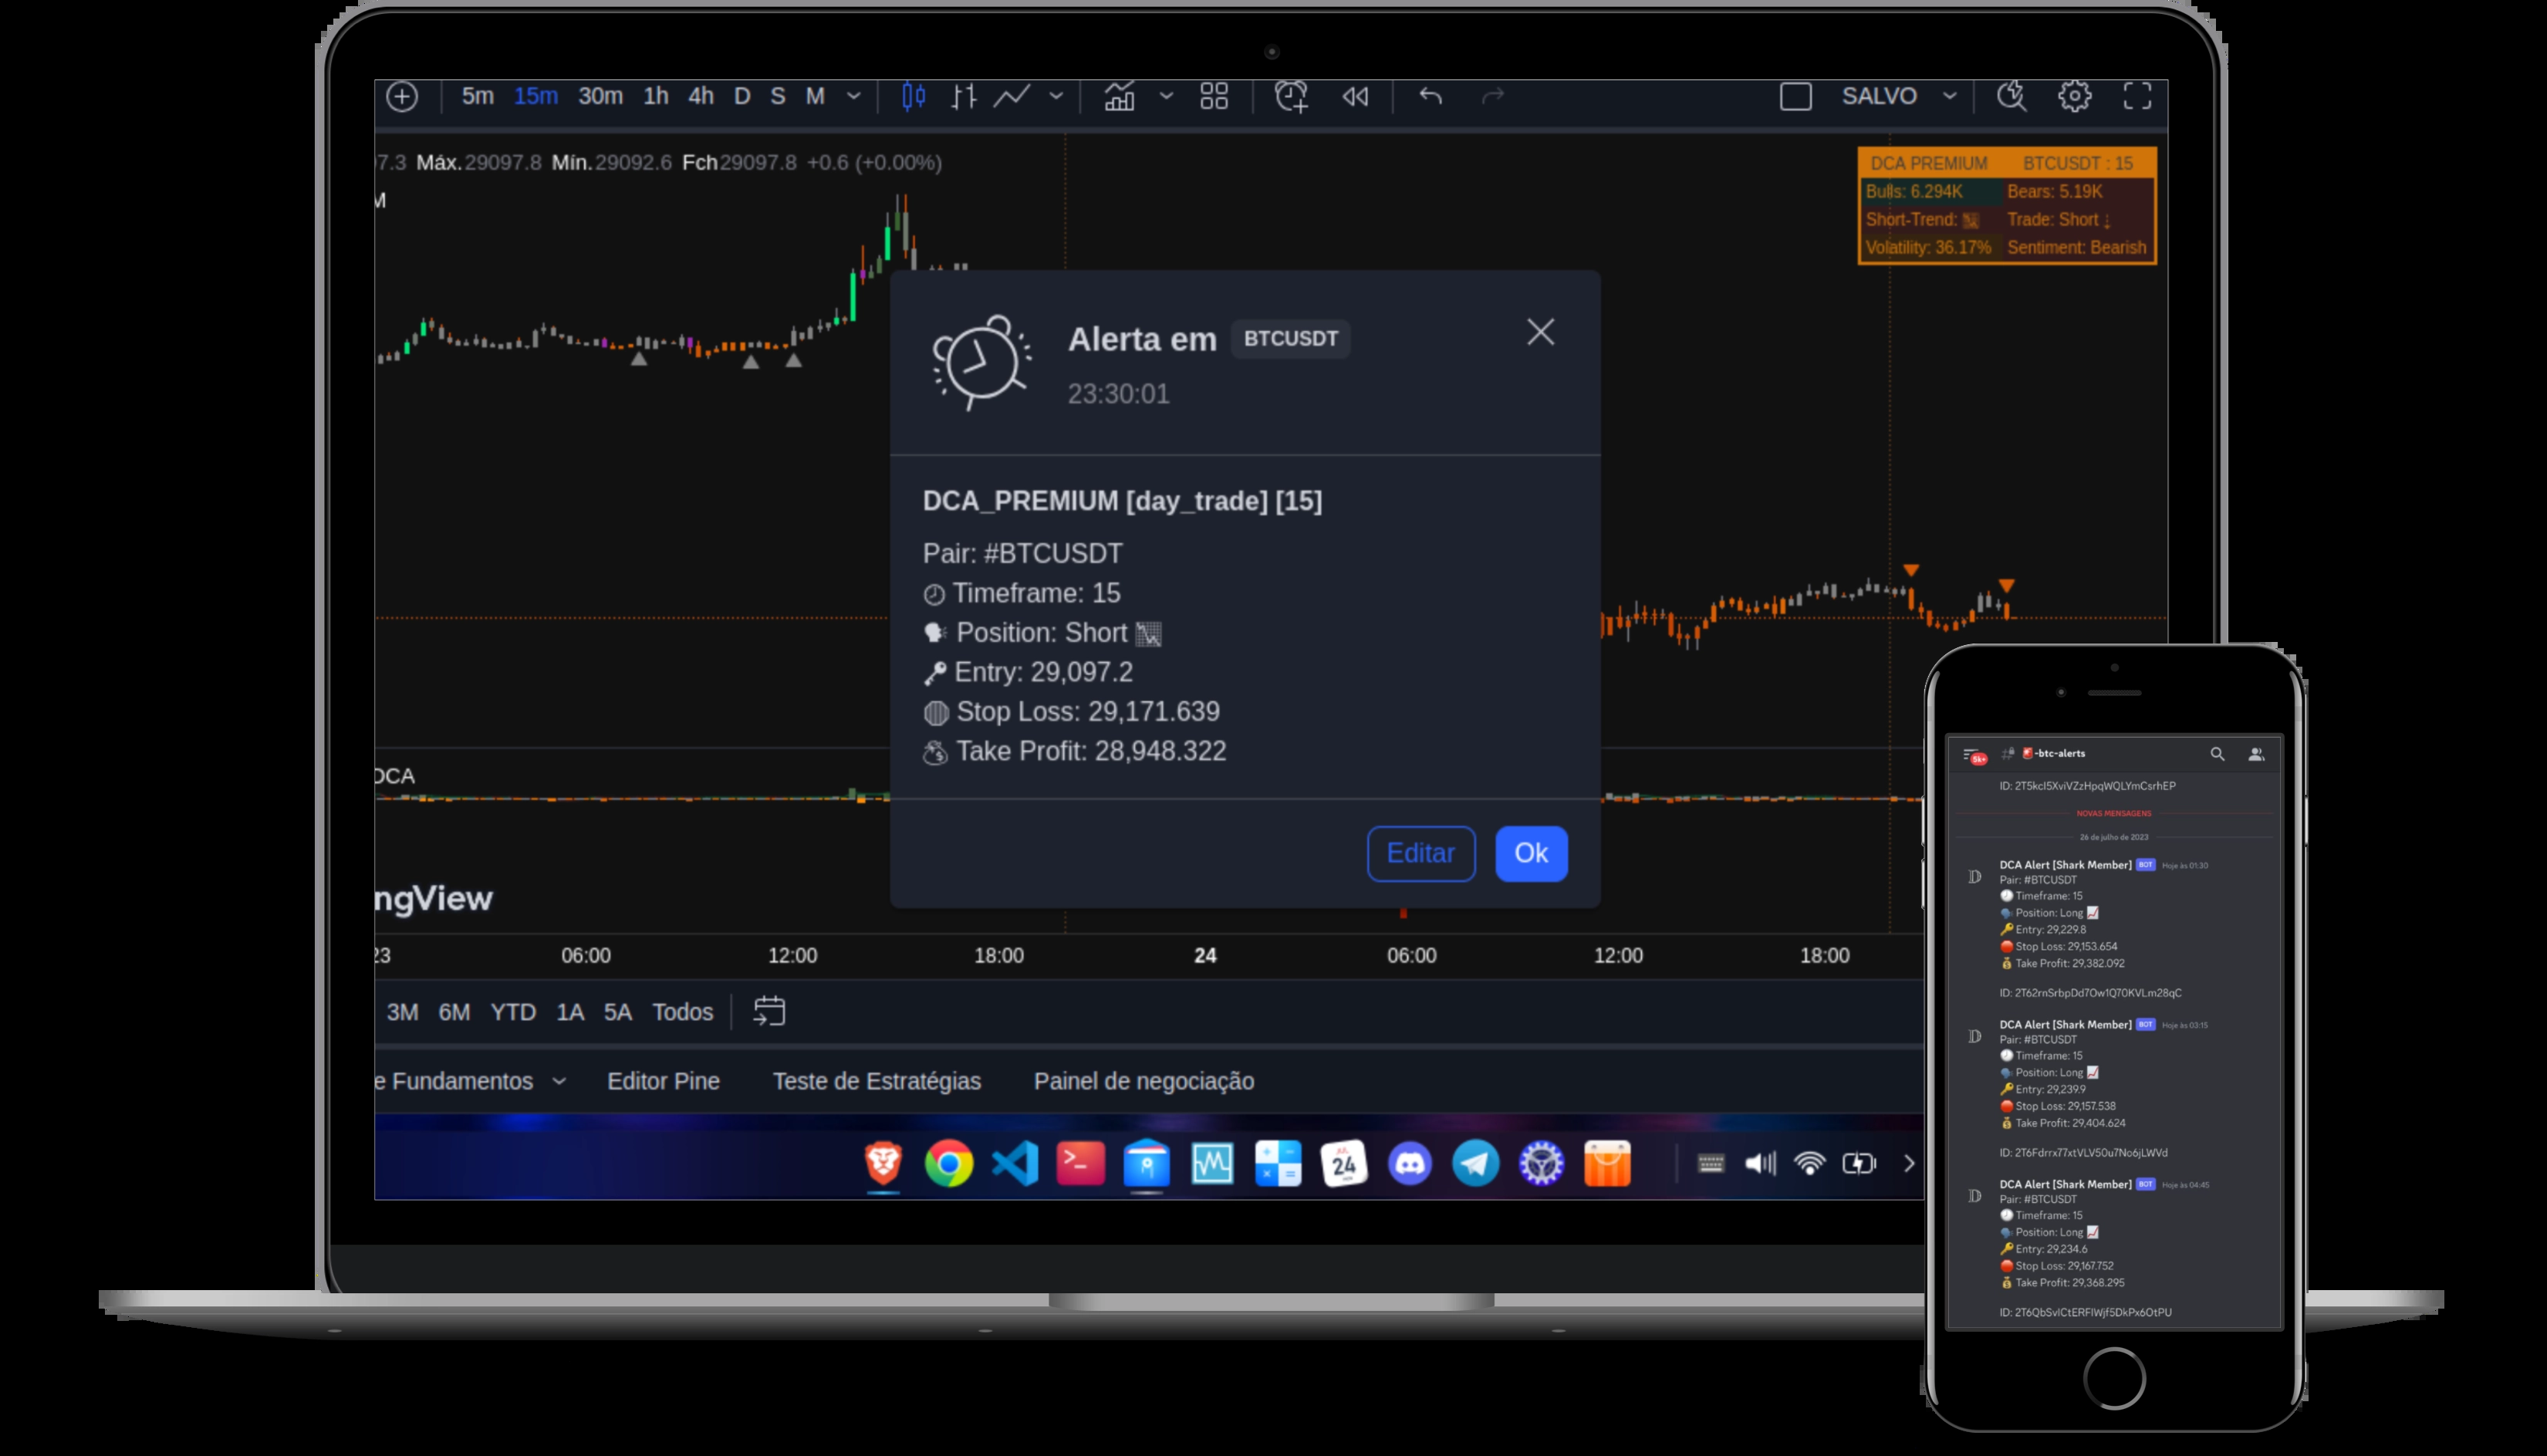 5m 15m 30m 1h 4h D S M SALVO
7.3 Máx.29097.8 Mín.29092.6 Fch29097.8 +0.6 (+0.00%)
M
DCA PREMIUM BTCUSDT : 15
Bulls: 6.294K Bears: 5.19K
Short-Trend: Trade: Short ↓
Volatility: 36.17% Sentiment: Bearish
Alerta em BTCUSDT
23:30:01
DCA_PREMIUM [day_trade] [15]
Pair: #BTCUSDT
Timeframe: 15
Position: Short
Entry: 29,097.2
Stop Loss: 29,171.639
Take Profit: 28,948.322
Editar Ok
DCA
ngView
23 06:00 12:00 18:00 24 06:00 12:00 18:00
3M 6M YTD 1A 5A Todos
e Fundamentos Editor Pine Teste de Estratégias Painel de negociação
24
5k+ -btc-alerts
ID: 2T5kcI5XviVZzHpqWQLYmCsrhEP
NOVAS MENSAGENS
26 de julho de 2023
DCA Alert [Shark Member] BOT Hoje às 01:30
Pair: #BTCUSDT
Timeframe: 15
Position: Long
Entry: 29,229.8
Stop Loss: 29,153.654
Take Profit: 29,382.092
ID: 2T62rnSrbpDd7Ow1Q70KVLm28qC
DCA Alert [Shark Member] BOT Hoje às 03:15
Pair: #BTCUSDT
Timeframe: 15
Position: Long
Entry: 29,239.9
Stop Loss: 29,157.538
Take Profit: 29,404.624
ID: 2T6Fdrrx77xtVLV50u7No6jLWVd
DCA Alert [Shark Member] BOT Hoje às 04:45
Pair: #BTCUSDT
Timeframe: 15
Position: Long
Entry: 29,234.6
Stop Loss: 29,167.752
Take Profit: 29,368.295
ID: 2T6QbSvlCtERFIWjf5DkPx6OtPU